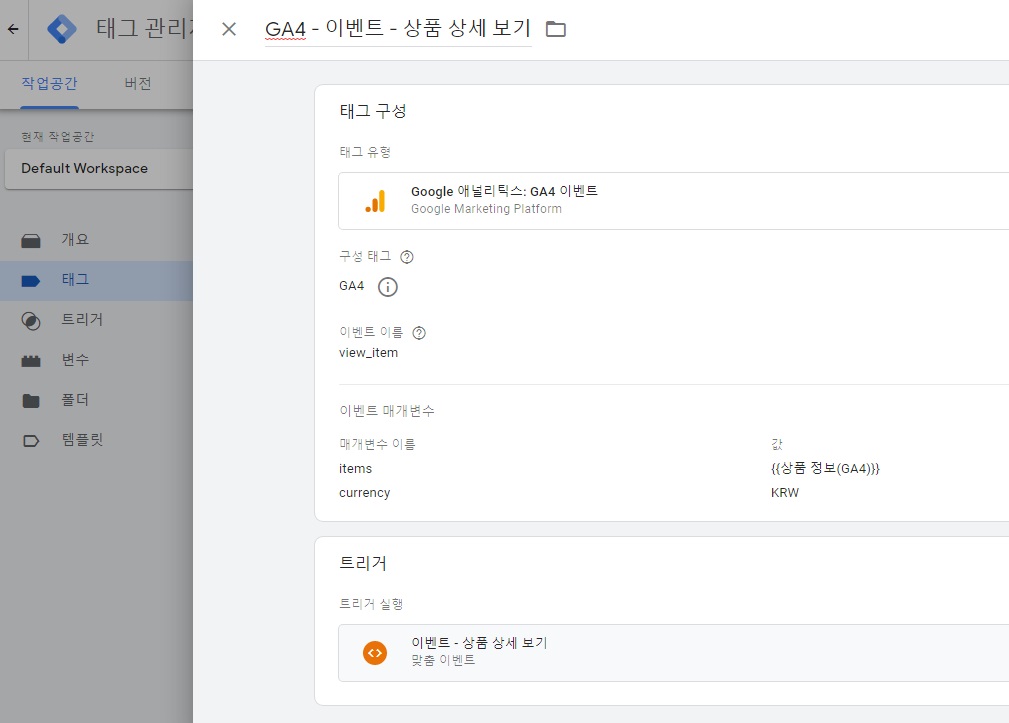 태그 관리
GA4 - 이벤트 - 상품 상세 보기
작업공간
버전
현재 작업공간
Default Workspace
개요
태그
트리거
변수
폴더
템플릿
태그 구성
태그 유형
Google 애널리틱스: GA4 이벤트
Google Marketing Platform
구성 태그
GA4
이벤트 이름
view_item
이벤트 매개변수
매개변수 이름 값
items {{상품 정보(GA4)}}
currency KRW
트리거
트리거 실행
이벤트 - 상품 상세 보기
맞춤 이벤트